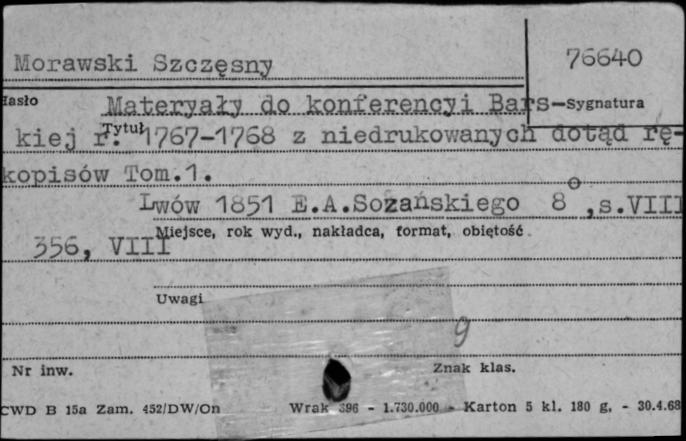 Morawski Szczęsny
76640
Hasło
Materyały do konferencyi Bars-
Sygnatura
kiej r. 1767-1768 z niedrukowanych dotąd rę-
Tytuł
kopisów Tom.1.
Lwów 1851 E.A.Sozańskiego 8°,s.VIII
356, VIII
Miejsce, rok wyd., nakładca, format, objętość
Uwagi
9
Nr inw.
Znak klas.
CWD B 15a Zam. 452/DW/On Wrak 396 - 1.730.000 - Karton 5 kl. 180 g, - 30.4.68